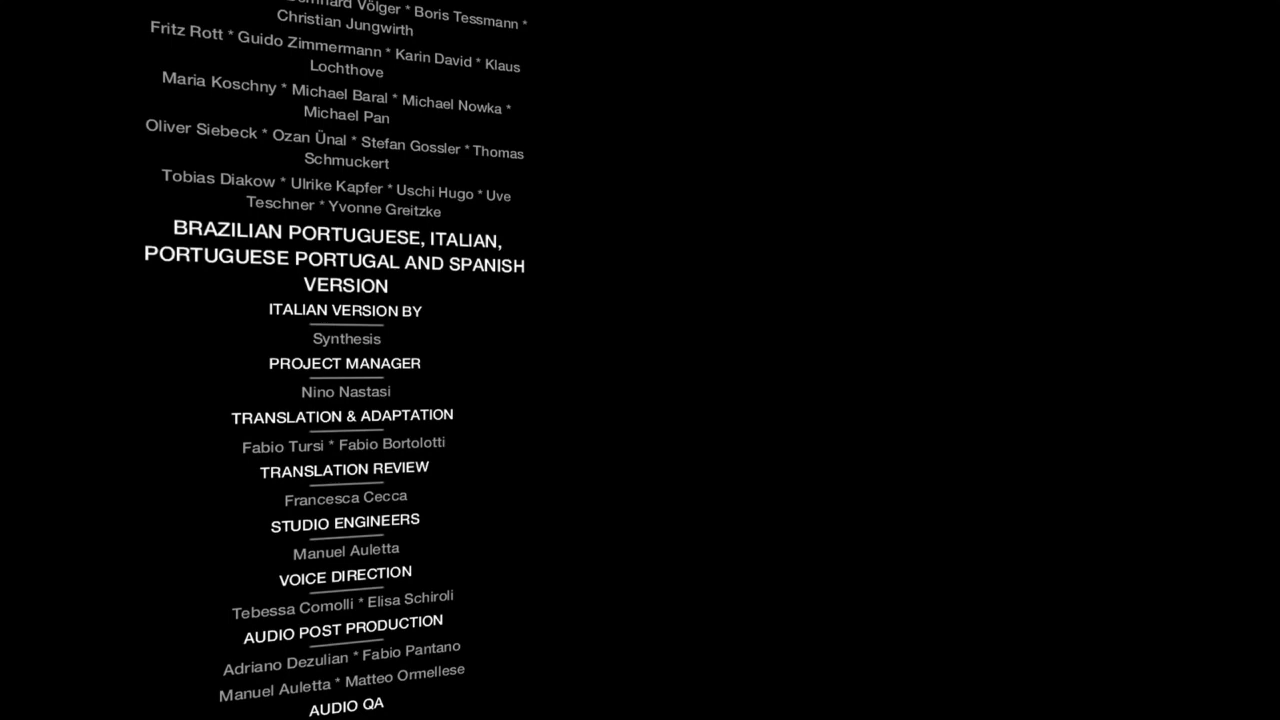 Bernhard Völger * Boris Tessmann *
Christian Jungwirth
Fritz Rott * Guido Zimmermann * Karin David * Klaus
Lochthove
Maria Koschny * Michael Baral * Michael Nowka *
Michael Pan
Oliver Siebeck * Ozan Ünal * Stefan Gossler * Thomas
Schmuckert
Tobias Diakow * Ulrike Kapfer * Uschi Hugo * Uve
Teschner * Yvonne Greitzke
BRAZILIAN PORTUGUESE, ITALIAN,
PORTUGUESE PORTUGAL AND SPANISH
VERSION
ITALIAN VERSION BY
Synthesis
PROJECT MANAGER
Nino Nastasi
TRANSLATION & ADAPTATION
Fabio Tursi * Fabio Bortolotti
TRANSLATION REVIEW
Francesca Cecca
STUDIO ENGINEERS
Manuel Auletta
VOICE DIRECTION
Tebessa Comolli * Elisa Schiroli
AUDIO POST PRODUCTION
Adriano Dezulian * Fabio Pantano
Manuel Auletta * Matteo Ormellese
AUDIO QA